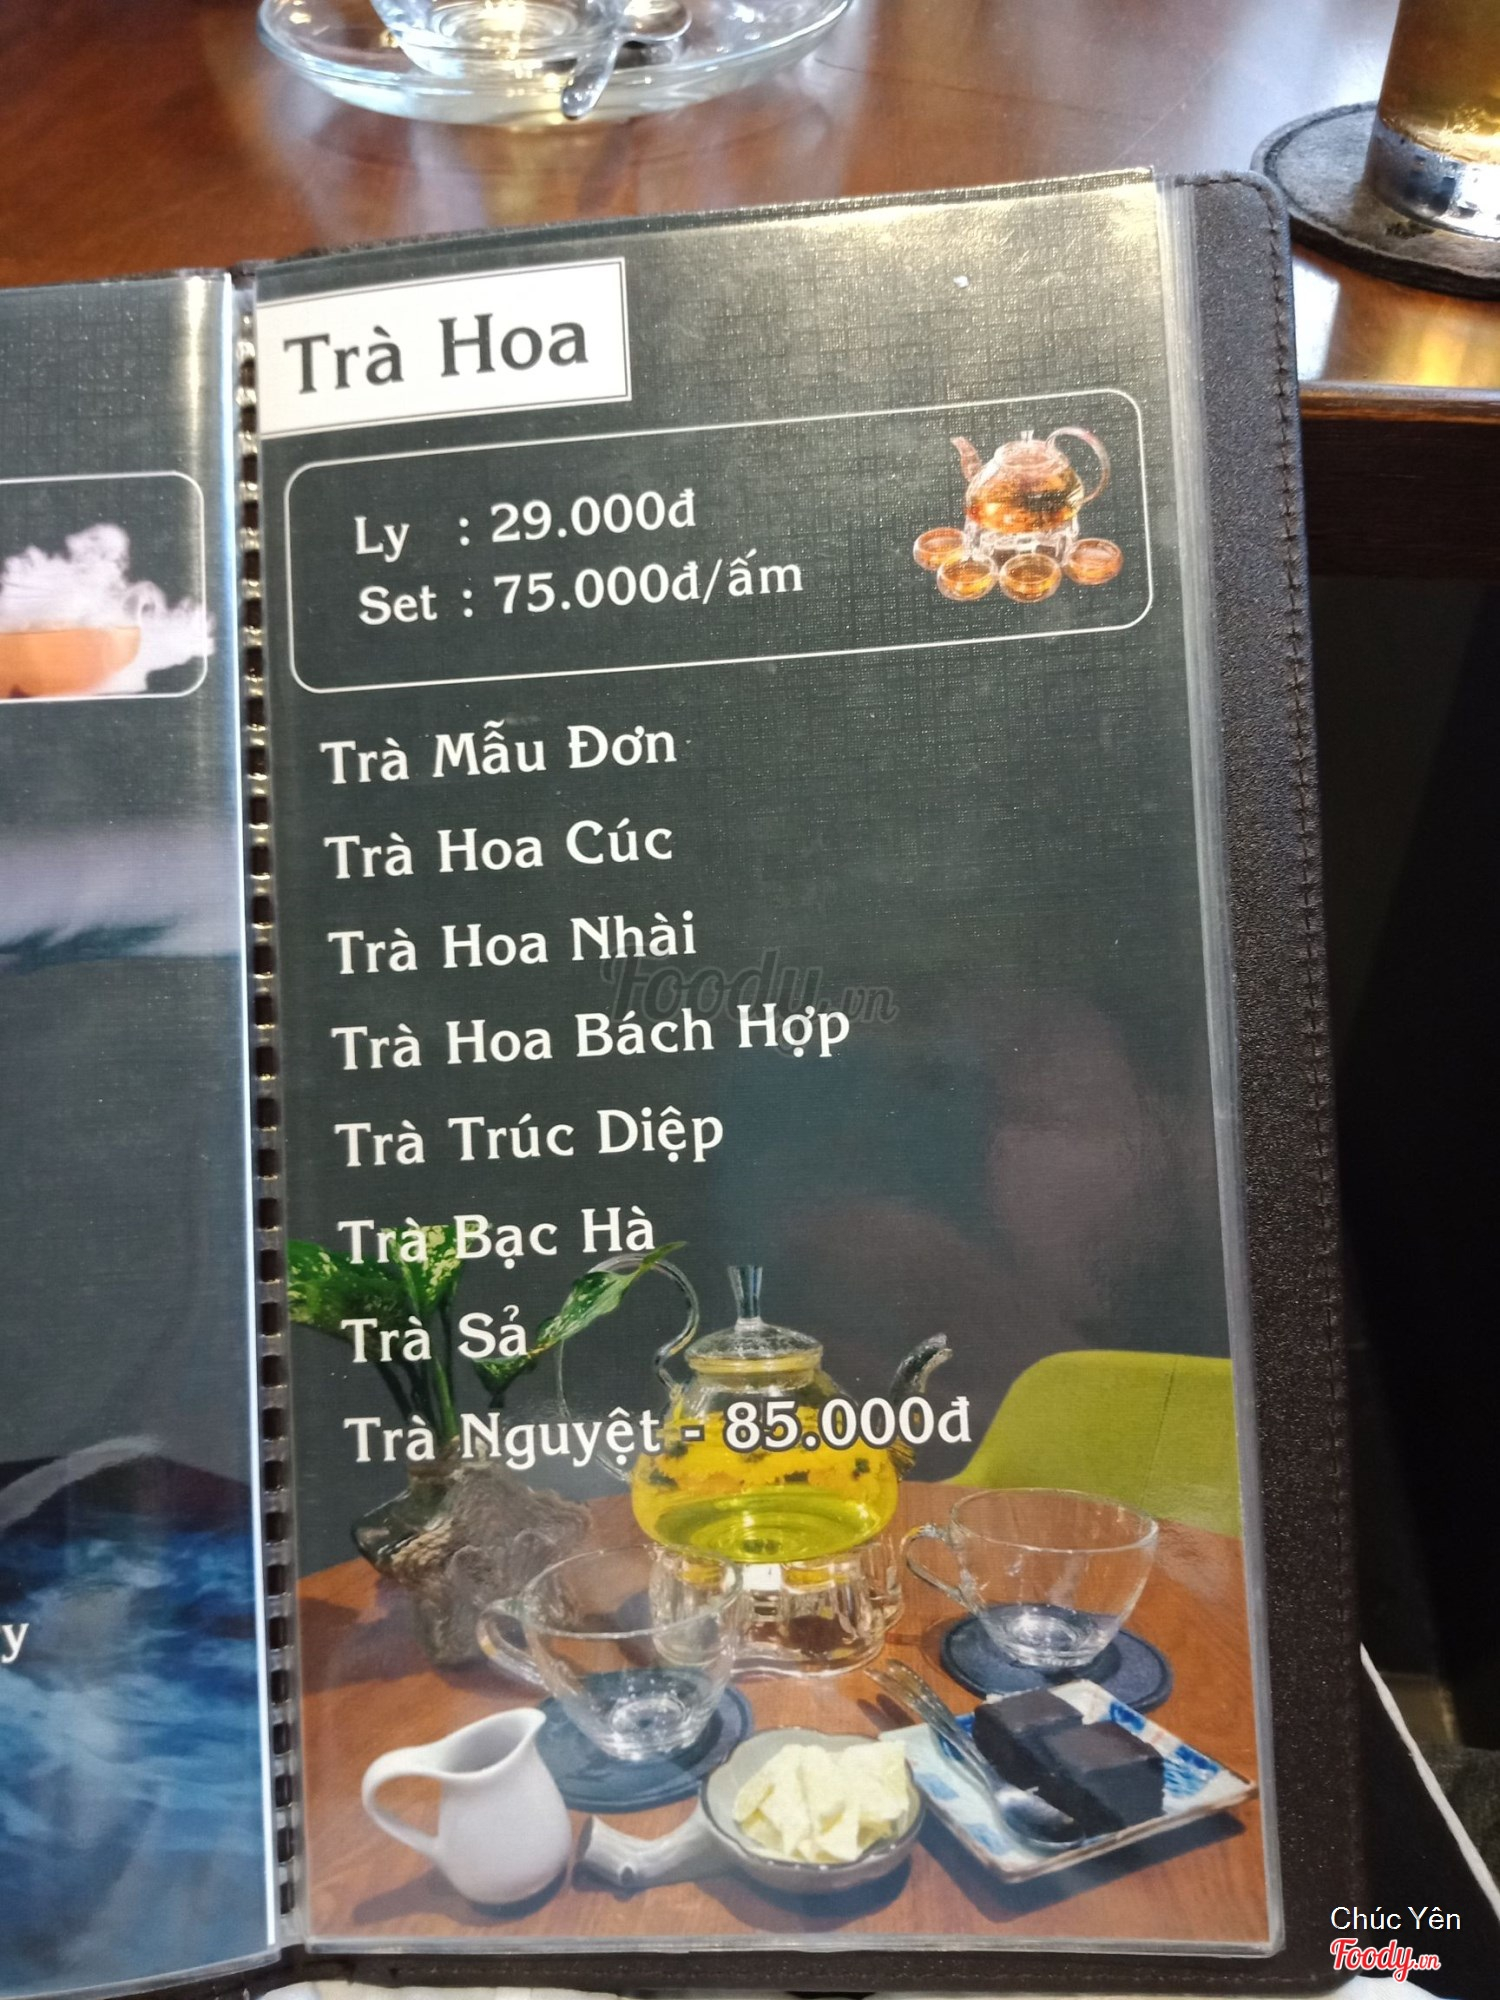 Trà Hoa
Ly : 29.000đ
Set : 75.000đ/ấm
Trà Mẫu Đơn
Trà Hoa Cúc
Trà Hoa Nhài
Trà Hoa Bách Hợp
Trà Trúc Diệp
Trà Bạc Hà
Trà Sả
Trà Nguyệt - 85.000đ
y
Foody.vn
Chúc Yên
Foody.vn